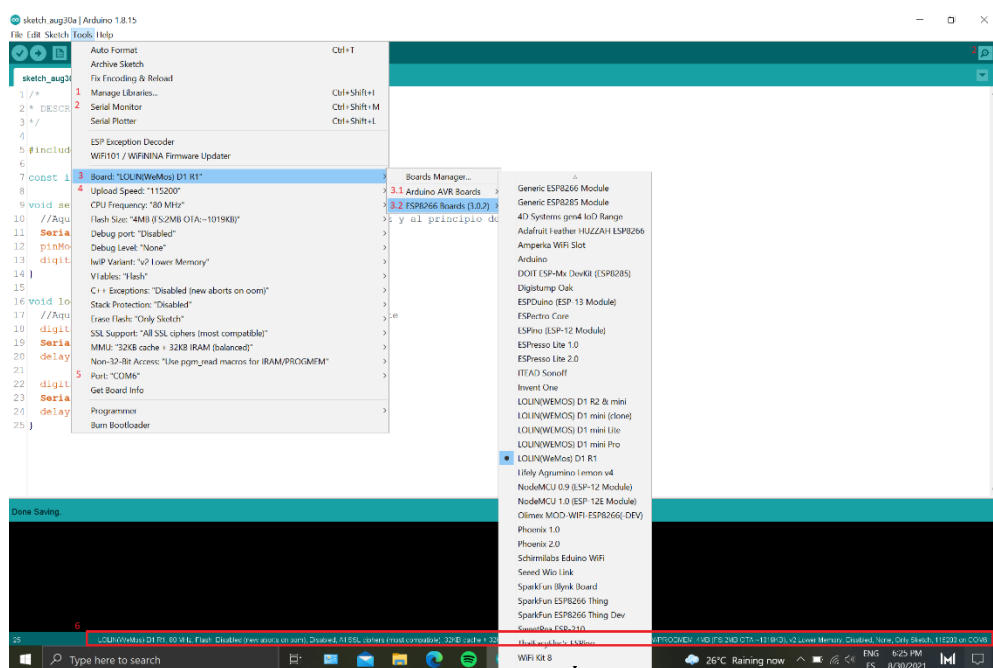 sketch_aug30a | Arduino 1.8.15
File Edit Sketch Tools Help
2
sketch_aug30
Auto Format Ctrl+T
Archive Sketch
Fix Encoding & Reload
1 Manage Libraries... Ctrl+Shift+I
2 Serial Monitor Ctrl+Shift+M
Serial Plotter Ctrl+Shift+L
ESP Exception Decoder
WiFi101 / WiFiNINA Firmware Updater
3 Board: "LOLIN(WeMos) D1 R1"
4 Upload Speed: "115200"
CPU Frequency: "80 MHz"
Flash Size: "4MB (FS:2MB OTA:~1019KB)"
Debug port: "Disabled"
Debug Level: "None"
lwIP Variant: "v2 Lower Memory"
VTables: "Flash"
C++ Exceptions: "Disabled (new aborts on oom)"
Stack Protection: "Disabled"
Erase Flash: "Only Sketch"
SSL Support: "All SSL ciphers (most compatible)"
MMU: "32KB cache + 32KB IRAM (balanced)"
Non-32-Bit Access: "Use pgm_read macros for IRAM/PROGMEM"
5 Port: "COM6"
Get Board Info
Programmer
Burn Bootloader
Boards Manager...
3.1 Arduino AVR Boards
3.2 ESP8266 Boards (3.0.2)
Generic ESP8266 Module
Generic ESP8285 Module
4D Systems gen4 IoD Range
Adafruit Feather HUZZAH ESP8266
Amperka WiFi Slot
Arduino
DOIT ESP-Mx DevKit (ESP8285)
Digistump Oak
ESPDuino (ESP-13 Module)
ESPectro Core
ESPino (ESP-12 Module)
ESPresso Lite 1.0
ESPresso Lite 2.0
ITEAD Sonoff
Invent One
LOLIN(WEMOS) D1 R2 & mini
LOLIN(WEMOS) D1 mini (clone)
LOLIN(WEMOS) D1 mini Lite
LOLIN(WEMOS) D1 mini Pro
LOLIN(WeMos) D1 R1
Lifely Agrumino Lemon v4
NodeMCU 0.9 (ESP-12 Module)
NodeMCU 1.0 (ESP-12E Module)
Olimex MOD-WIFI-ESP8266(-DEV)
Phoenix 1.0
Phoenix 2.0
Schirmilabs Eduino WiFi
Seeed Wio Link
SparkFun Blynk Board
SparkFun ESP8266 Thing
SparkFun ESP8266 Thing Dev
SweetPea ESP-210
ThaiEasyElec's ESPino
WiFi Kit 8
1 /*
2 * DESCR
3 */
4
5 #includ
6
7 const i
8
9 void se
10 //Aqu z y al principio de
11 Seria
12 pinMo
13 digit
14 }
15
16 void lo
17 //Aqu te
18 digit
19 Seria
20 delay
21
22 digit
23 Seria
24 delay
25 }
Done Saving.
6
25 LOLIN(WeMos) D1 R1, 80 MHz, Flash, Disabled (new aborts on oom), Disabled, All SSL ciphers (most compatible), 32KB cache + 32 M/PROGMEM, 4MB (FS:2MB OTA:~1019KB), v2 Lower Memory, Disabled, None, Only Sketch, 115200 on COM6
Type here to search
26°C Raining now
ENG
ES
6:25 PM
8/30/2021